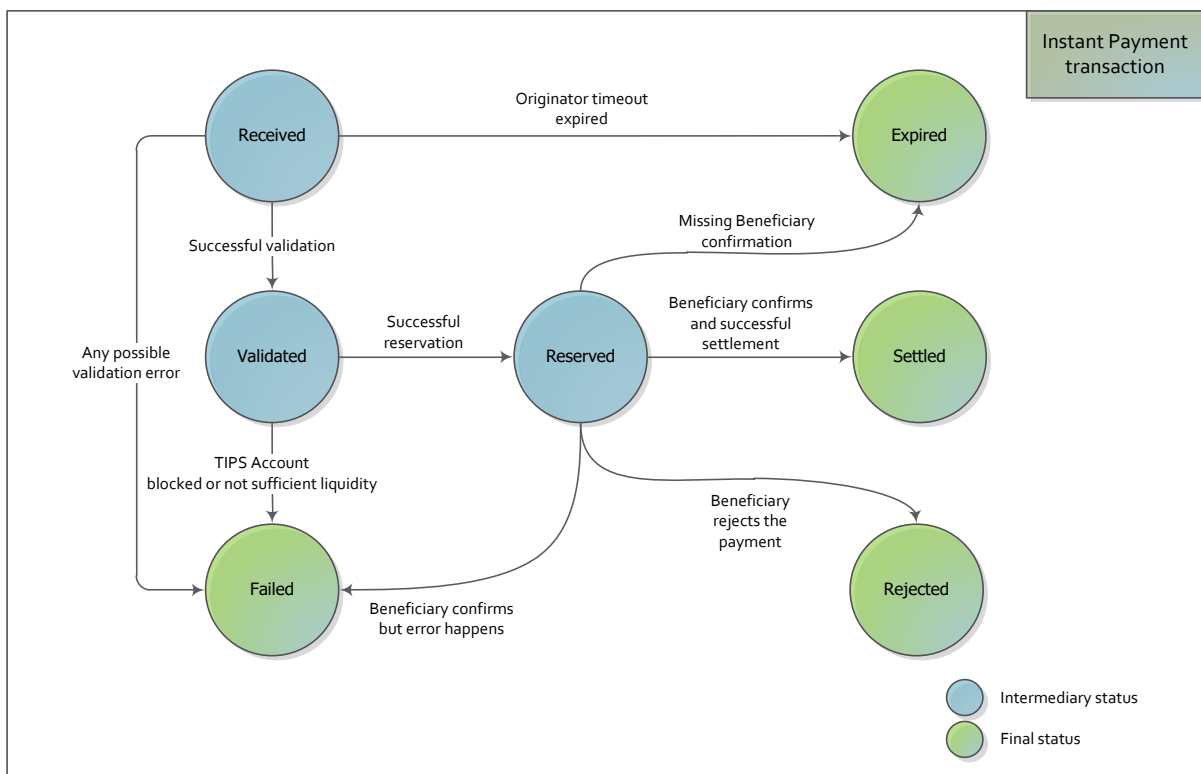 Instant Payment
transaction
Received
Originator timeout
expired
Expired
Successful validation
Missing Beneficiary
confirmation
Any possible
validation error
Validated
Successful
reservation
Reserved
Beneficiary confirms
and successful
settlement
Settled
TIPS Account
blocked or not sufficient liquidity
Beneficiary
rejects the
payment
Failed
Beneficiary confirms
but error happens
Rejected
Intermediary status
Final status